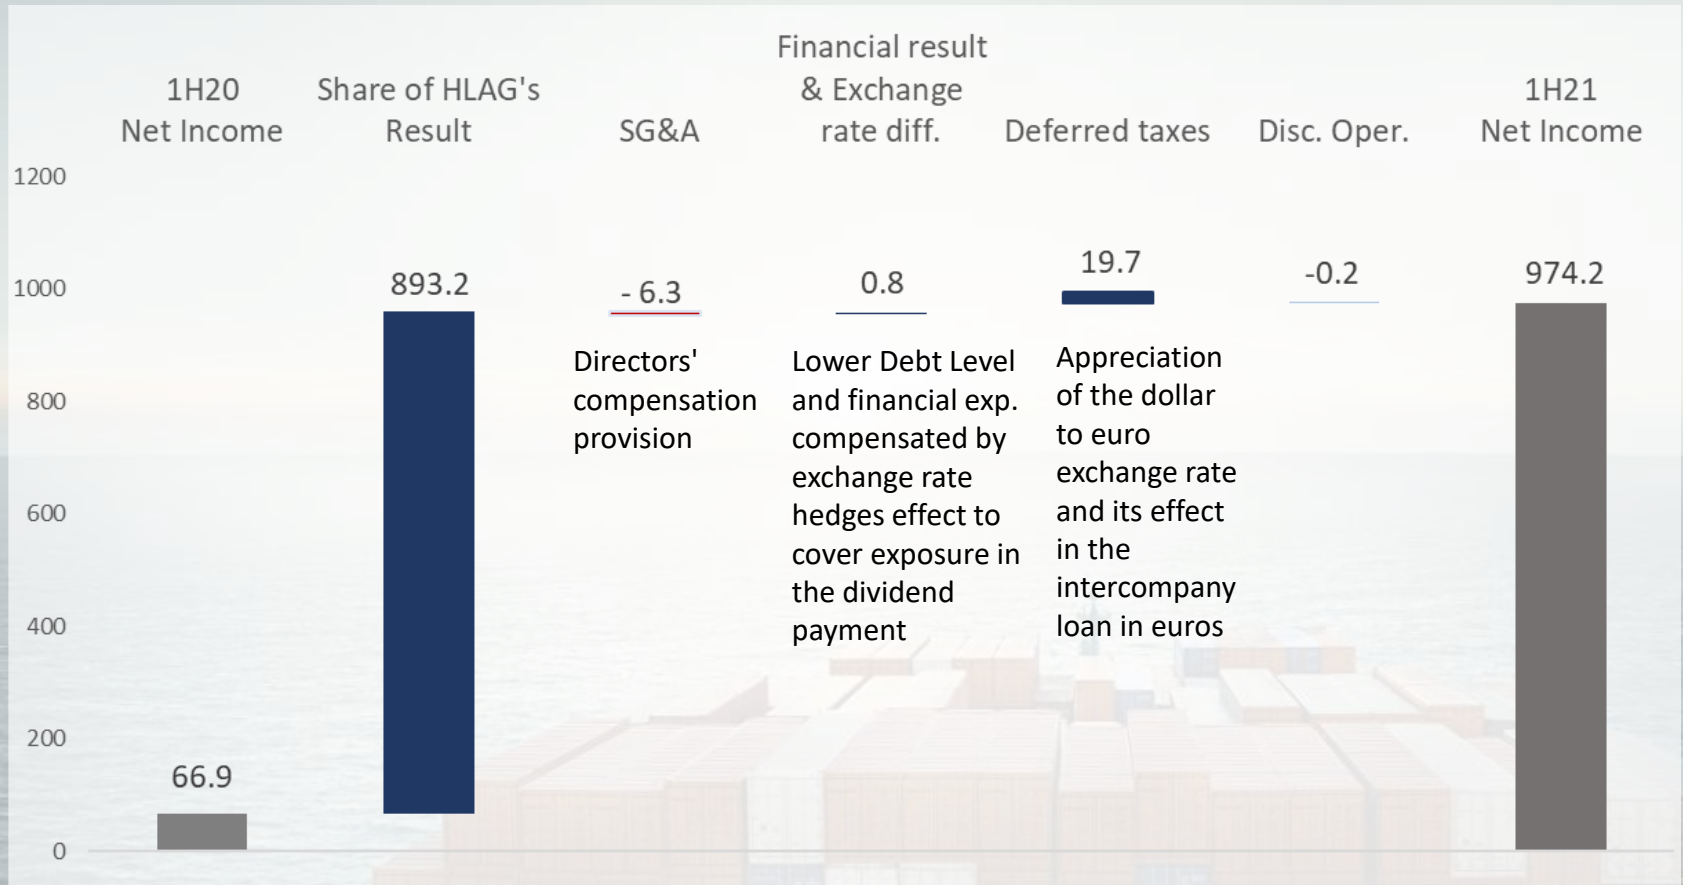 1H20
Net Income
Share of HLAG's
Result
SG&A
Financial result
& Exchange
rate diff.
Deferred taxes
Disc. Oper.
1H21
Net Income
1200
1000
800
600
400
200
0
66.9
893.2
- 6.3
0.8
19.7
-0.2
974.2
Directors'
compensation
provision
Lower Debt Level
and financial exp.
compensated by
exchange rate
hedges effect to
cover exposure in
the dividend
payment
Appreciation
of the dollar
to euro
exchange rate
and its effect
in the
intercompany
loan in euros